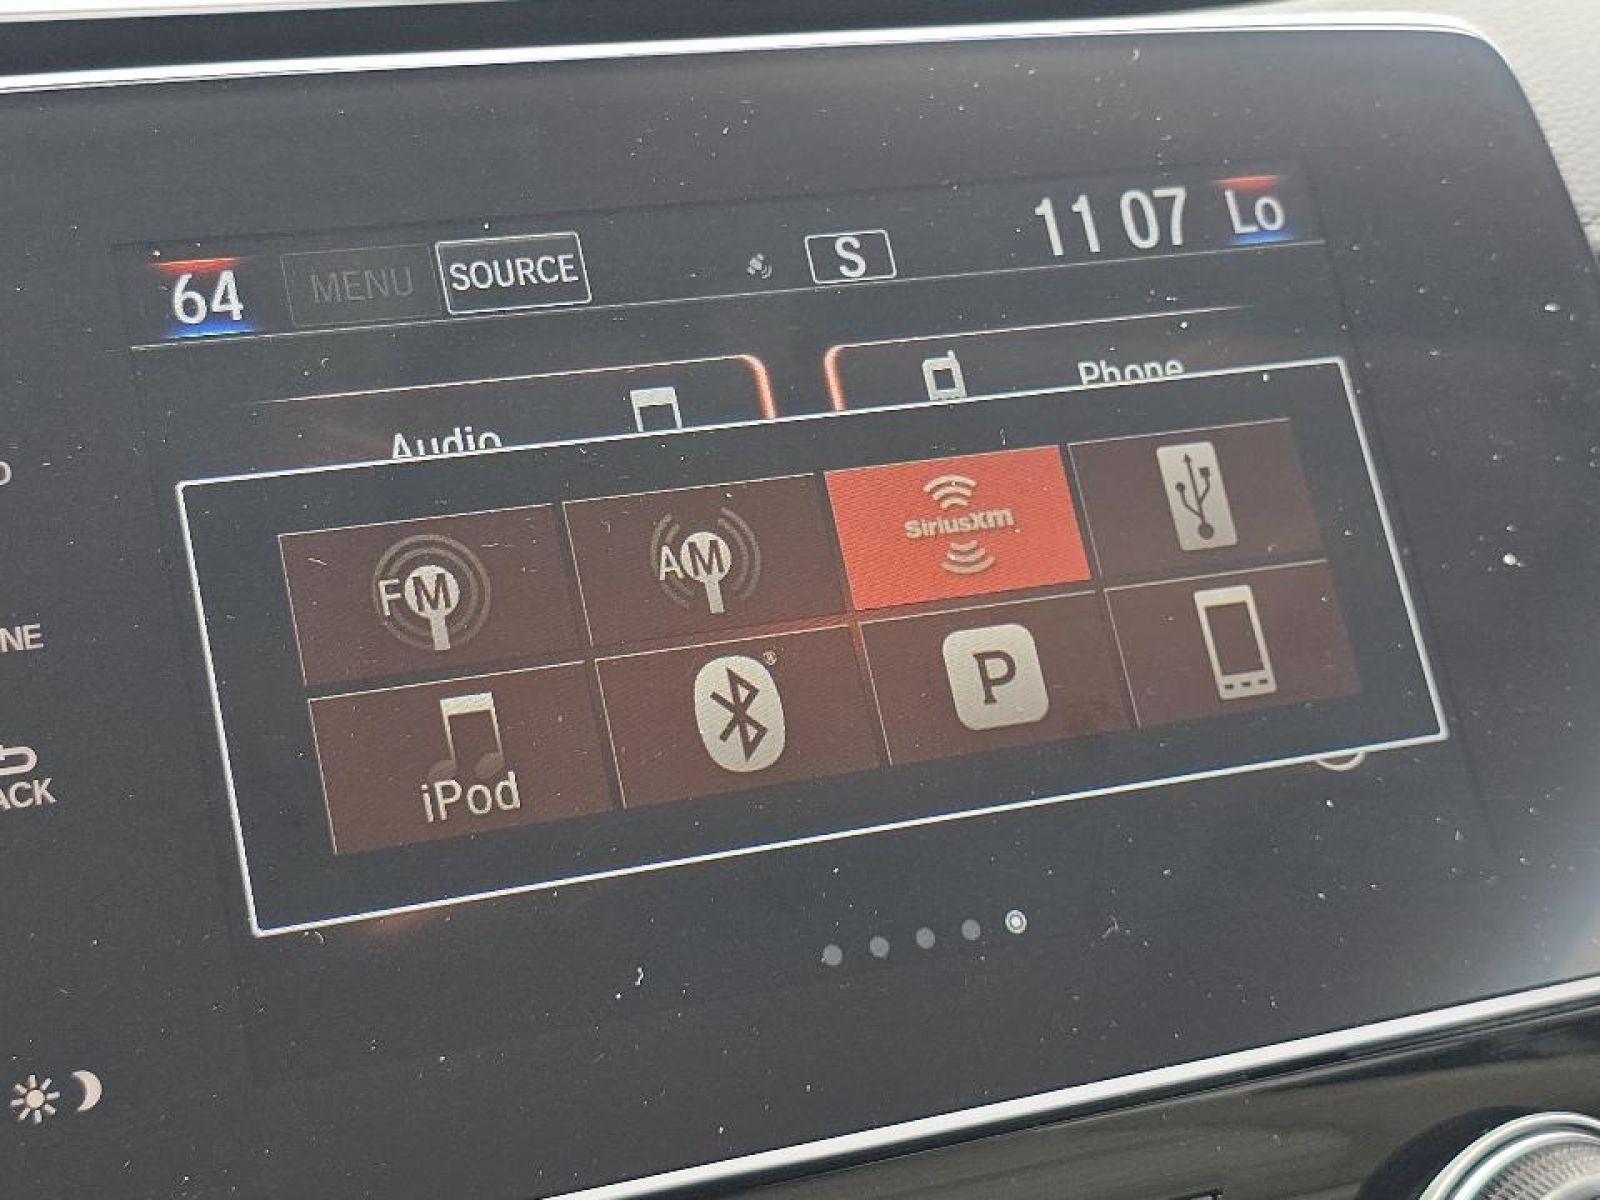 64 MENU SOURCE S 11 07 Lo
Audio Phone
FM AM SiriusXM
iPod P
NE
ACK